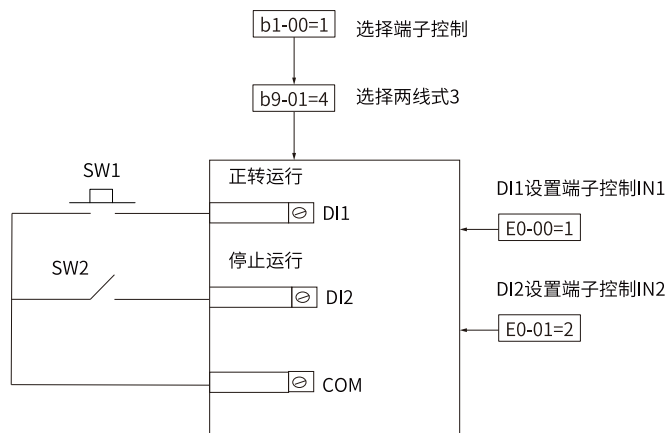 b1-00=1 选择端子控制
b9-01=4 选择两线式3
SW1
正转运行
DI1设置端子控制IN1
DI1
E0-00=1
SW2
停止运行
DI2设置端子控制IN2
DI2
E0-01=2
COM